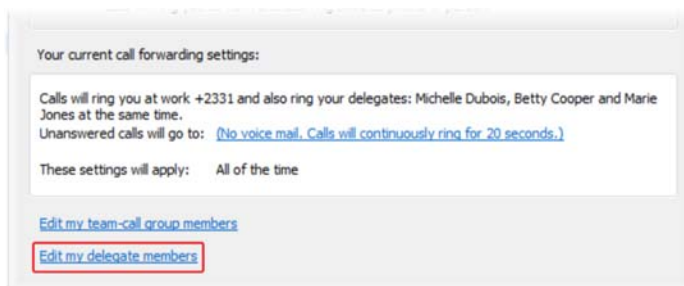 Your current call forwarding settings:
Calls will ring you at work +2331 and also ring your delegates: Michelle Dubois, Betty Cooper and Marie
Jones at the same time.
Unanswered calls will go to: (No voice mail. Calls will continuously ring for 20 seconds.)
These settings will apply: All of the time
Edit my team-call group members
Edit my delegate members